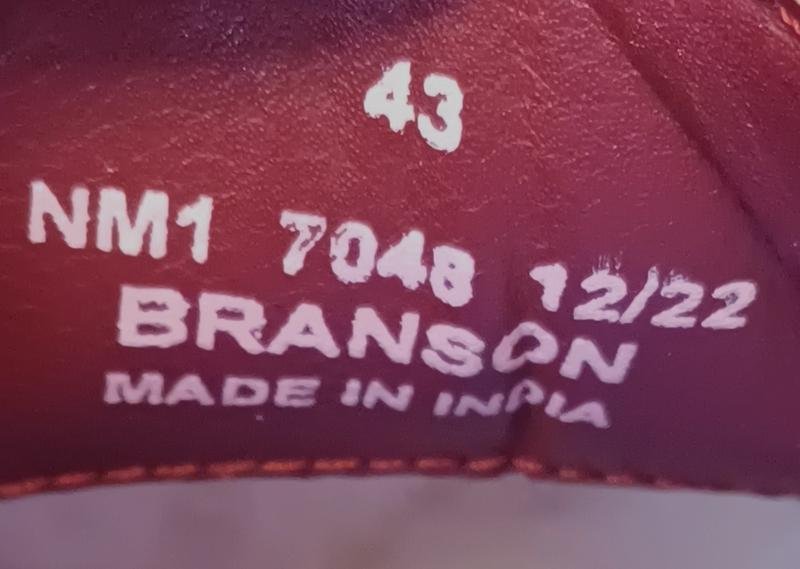 43
NM1 7048 12/22
BRANSON
MADE IN INDIA